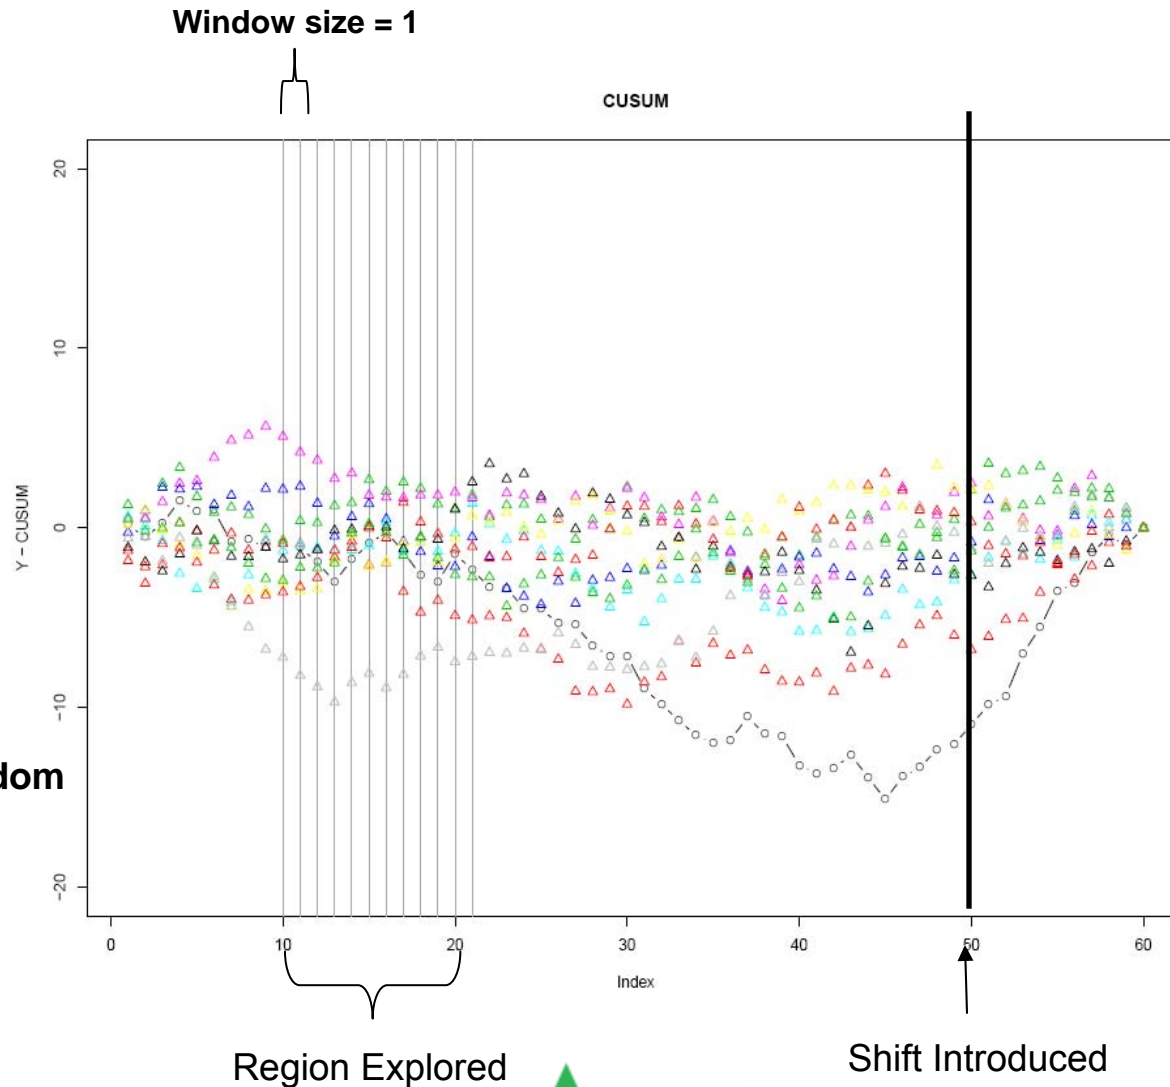 Window size = 1
CUSUM
20
10
0
-10
-20
Y - CUSUM
dom
0 10 20 30 40 50 60
Index
Region Explored
Shift Introduced